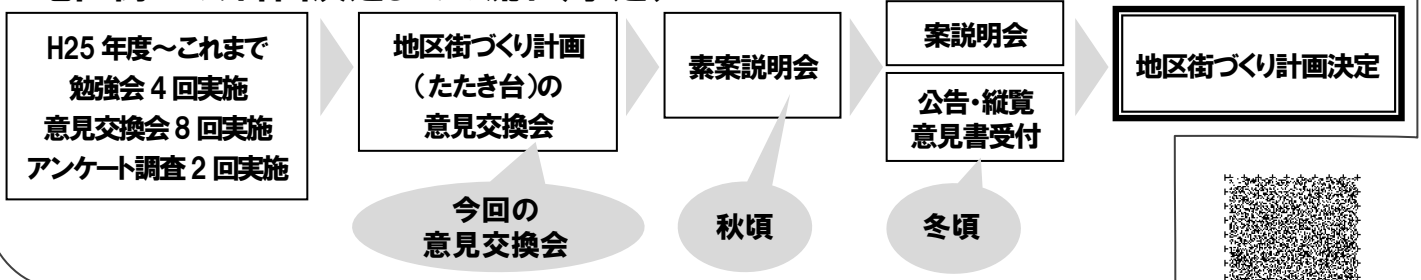 H25年度～これまで
勉強会4回実施
意見交換会8回実施
アンケート調査2回実施
地区街づくり計画
（たたき台）の
意見交換会
今回の
意見交換会
素案説明会
秋頃
案説明会
公告・縦覧
意見書受付
冬頃
地区街づくり計画決定